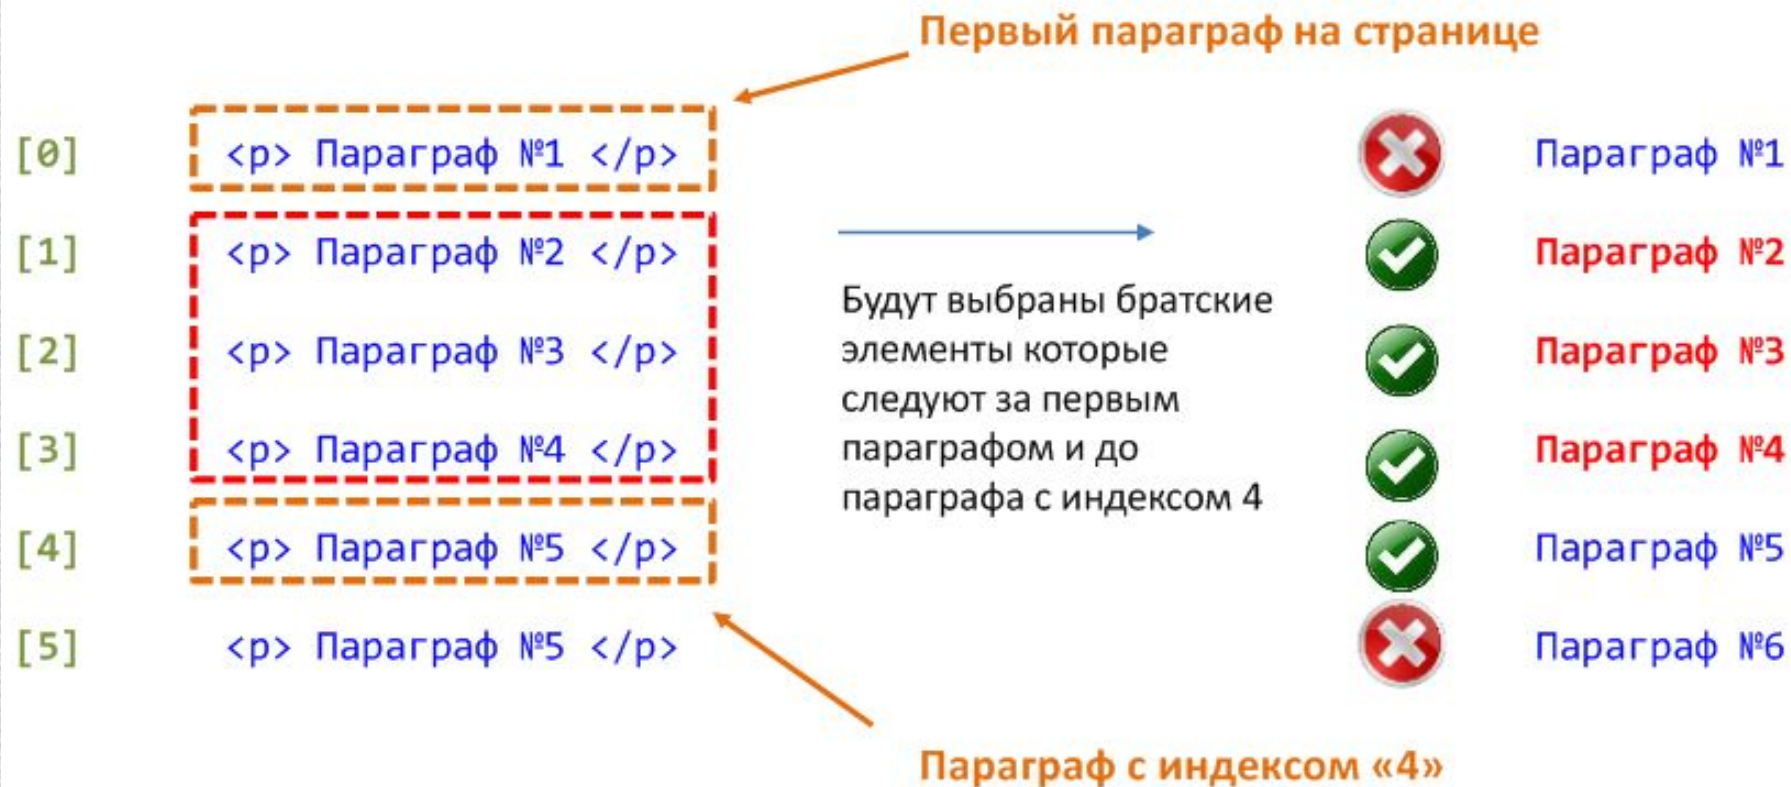 Первый параграф на странице
[0] <p> Параграф №1 </p> Параграф №1
[1] <p> Параграф №2 </p> Параграф №2
[2] <p> Параграф №3 </p> Параграф №3
[3] <p> Параграф №4 </p> Параграф №4
[4] <p> Параграф №5 </p> Параграф №5
[5] <p> Параграф №5 </p> Параграф №6
Будут выбраны братские
элементы которые
следуют за первым
параграфом и до
параграфа с индексом 4
Параграф с индексом «4»